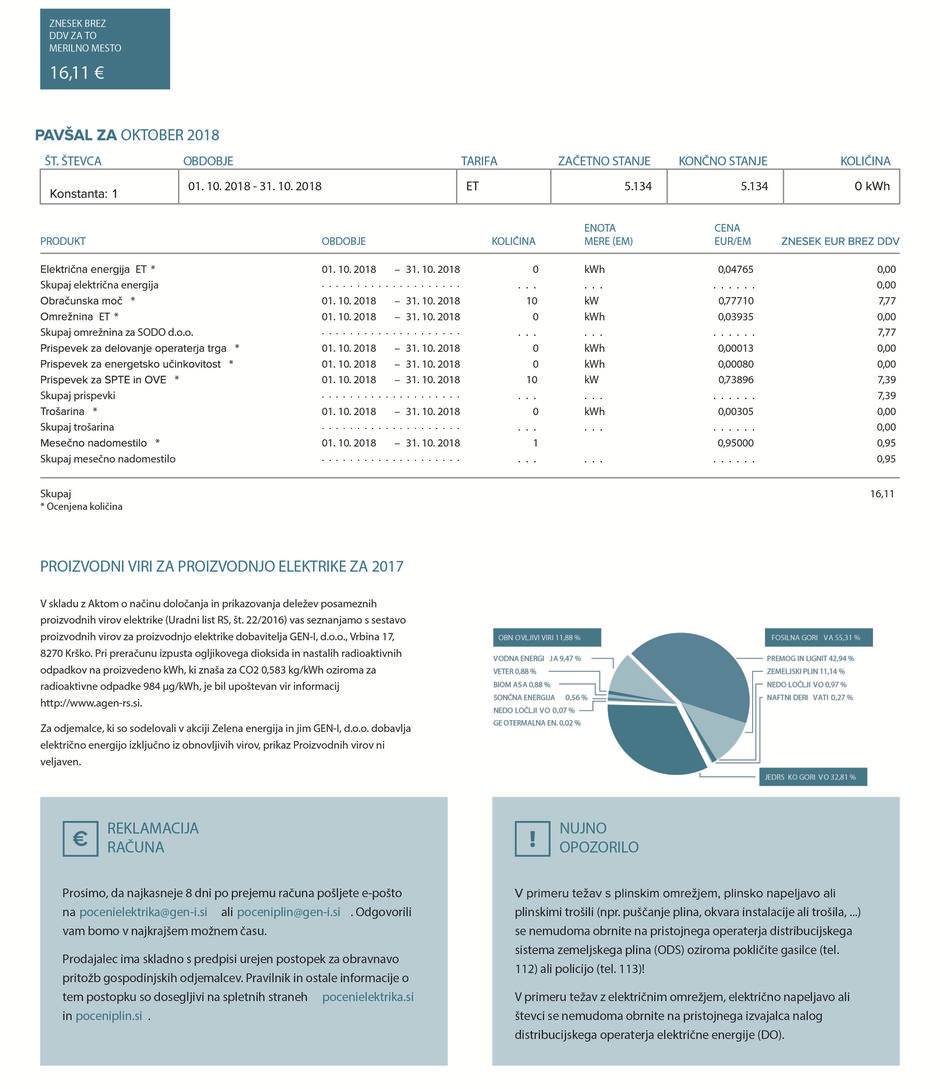 ZNESEK BREZ
DDV ZA TO
MERILNO MESTO
16,11 €
PAVŠAL ZA OKTOBER 2018
ŠT. ŠTEVCA OBDOBJE TARIFA ZAČETNO STANJE KONČNO STANJE KOLIČINA
Konstanta: 1 01. 10. 2018 - 31. 10. 2018 ET 5.134 5.134 0 kWh
PRODUKT OBDOBJE KOLIČINA ENOTA MERE (EM) CENA EUR/EM ZNESEK EUR BREZ DDV
Električna energija ET * 01. 10. 2018 – 31. 10. 2018 0 kWh 0,04765 0,00
Skupaj električna energija . . . . . . . . . . . . . . . . . . . . . . . . . . . . . . . . 0,00
Obračunska moč * 01. 10. 2018 – 31. 10. 2018 10 kW 0,77710 7,77
Omrežnina ET * 01. 10. 2018 – 31. 10. 2018 0 kWh 0,03935 0,00
Skupaj omrežnina za SODO d.o.o. . . . . . . . . . . . . . . . . . . . . . . . . . . . . . . . . 7,77
Prispevek za delovanje operaterja trga * 01. 10. 2018 – 31. 10. 2018 0 kWh 0,00013 0,00
Prispevek za energetsko učinkovitost * 01. 10. 2018 – 31. 10. 2018 0 kWh 0,00080 0,00
Prispevek za SPTE in OVE * 01. 10. 2018 – 31. 10. 2018 10 kW 0,73896 7,39
Skupaj prispevki . . . . . . . . . . . . . . . . . . . . . . . . . . . . . . . . 7,39
Trošarina * 01. 10. 2018 – 31. 10. 2018 0 kWh 0,00305 0,00
Skupaj trošarina . . . . . . . . . . . . . . . . . . . . . . . . . . . . . . . . 0,00
Mesečno nadomestilo * 01. 10. 2018 – 31. 10. 2018 1 0,95000 0,95
Skupaj mesečno nadomestilo . . . . . . . . . . . . . . . . . . . . . . . . . . . . . . . . 0,95
Skupaj 16,11
* Ocenjena količina
PROIZVODNI VIRI ZA PROIZVODNJO ELEKTRIKE ZA 2017
V skladu z Aktom o načinu določanja in prikazovanja deležev posameznih
proizvodnih virov elektrike (Uradni list RS, št. 22/2016) vas seznanjamo s sestavo
proizvodnih virov za proizvodnjo elektrike dobavitelja GEN-I, d.o.o., Vrbina 17,
8270 Krško. Pri preračunu izpusta ogljikovega dioksida in nastalih radioaktivnih
odpadkov na proizvedeno kWh, ki znaša za CO2 0,583 kg/kWh oziroma za
radioaktivne odpadke 984 µg/kWh, je bil upoštevan vir informacij
http://www.agen-rs.si.
Za odjemalce, ki so sodelovali v akciji Zelena energija in jim GEN-I, d.o.o. dobavlja
električno energijo izključno iz obnovljivih virov, prikaz Proizvodnih virov ni
veljaven.
OBN OVLJIVI VIRI 11,88 %
VODNA ENERGI JA 9,47 %
VETER 0,88 %
BIOM ASA 0,88 %
SONČNA ENERGIJA 0,56 %
NEDO LOČLJI VO 0,07 %
GE OTERMALNA EN. 0,02 %
FOSILNA GORI VA 55,31 %
PREMOG IN LIGNIT 42,94 %
ZEMELJSKI PLIN 11,14 %
NEDO LOČLJI VO 0,97 %
NAFTNI DERI VATI 0,27 %
JEDRS KO GORI VO 32,81 %
€ REKLAMACIJA
RAČUNA
Prosimo, da najkasneje 8 dni po prejemu računa pošljete e-pošto
na pocenielektrika@gen-i.si ali poceniplin@gen-i.si . Odgovorili
vam bomo v najkrajšem možnem času.
Prodajalec ima skladno s predpisi urejen postopek za obravnavo
pritožb gospodinjskih odjemalcev. Pravilnik in ostale informacije o
tem postopku so dosegljivi na spletnih straneh pocenielektrika.si
in poceniplin.si .
! NUJNO
OPOZORILO
V primeru težav s plinskim omrežjem, plinsko napeljavo ali
plinskimi trošili (npr. puščanje plina, okvara instalacije ali trošila, ...)
se nemudoma obrnite na pristojnega operaterja distribucijskega
sistema zemeljskega plina (ODS) oziroma pokličite gasilce (tel.
112) ali policijo (tel. 113)!
V primeru težav z električnim omrežjem, električno napeljavo ali
števci se nemudoma obrnite na pristojnega izvajalca nalog
distribucijskega operaterja električne energije (DO).